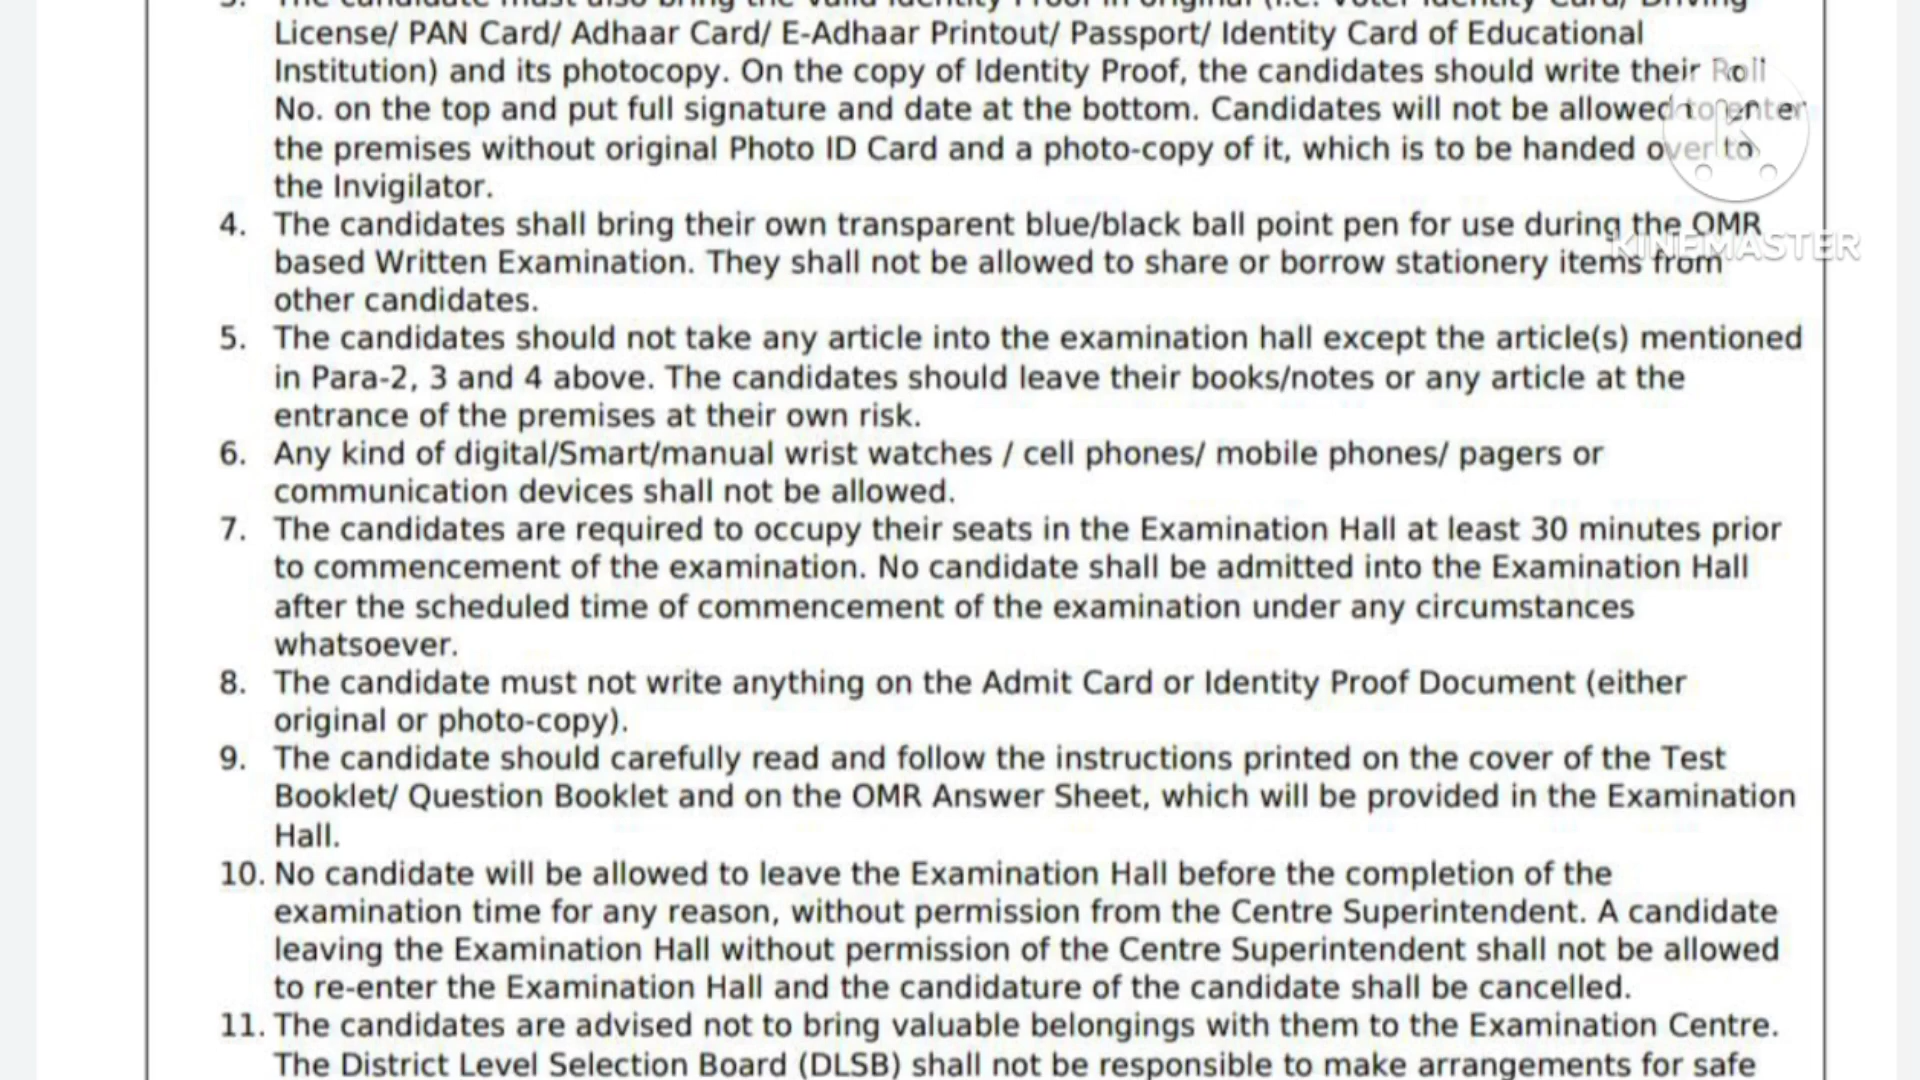 3. The candidate must also bring the valid Identity Proof in original (i.e. Voter Identity Card/ Driving
License/ PAN Card/ Adhaar Card/ E-Adhaar Printout/ Passport/ Identity Card of Educational
Institution) and its photocopy. On the copy of Identity Proof, the candidates should write their Roll
No. on the top and put full signature and date at the bottom. Candidates will not be allowed to enter
the premises without original Photo ID Card and a photo-copy of it, which is to be handed over to
the Invigilator.
4. The candidates shall bring their own transparent blue/black ball point pen for use during the OMR
KINEMASTER
based Written Examination. They shall not be allowed to share or borrow stationery items from
other candidates.
5. The candidates should not take any article into the examination hall except the article(s) mentioned
in Para-2, 3 and 4 above. The candidates should leave their books/notes or any article at the
entrance of the premises at their own risk.
6. Any kind of digital/Smart/manual wrist watches / cell phones/ mobile phones/ pagers or
communication devices shall not be allowed.
7. The candidates are required to occupy their seats in the Examination Hall at least 30 minutes prior
to commencement of the examination. No candidate shall be admitted into the Examination Hall
after the scheduled time of commencement of the examination under any circumstances
whatsoever.
8. The candidate must not write anything on the Admit Card or Identity Proof Document (either
original or photo-copy).
9. The candidate should carefully read and follow the instructions printed on the cover of the Test
Booklet/ Question Booklet and on the OMR Answer Sheet, which will be provided in the Examination
Hall.
10. No candidate will be allowed to leave the Examination Hall before the completion of the
examination time for any reason, without permission from the Centre Superintendent. A candidate
leaving the Examination Hall without permission of the Centre Superintendent shall not be allowed
to re-enter the Examination Hall and the candidature of the candidate shall be cancelled.
11. The candidates are advised not to bring valuable belongings with them to the Examination Centre.
The District Level Selection Board (DLSB) shall not be responsible to make arrangements for safe